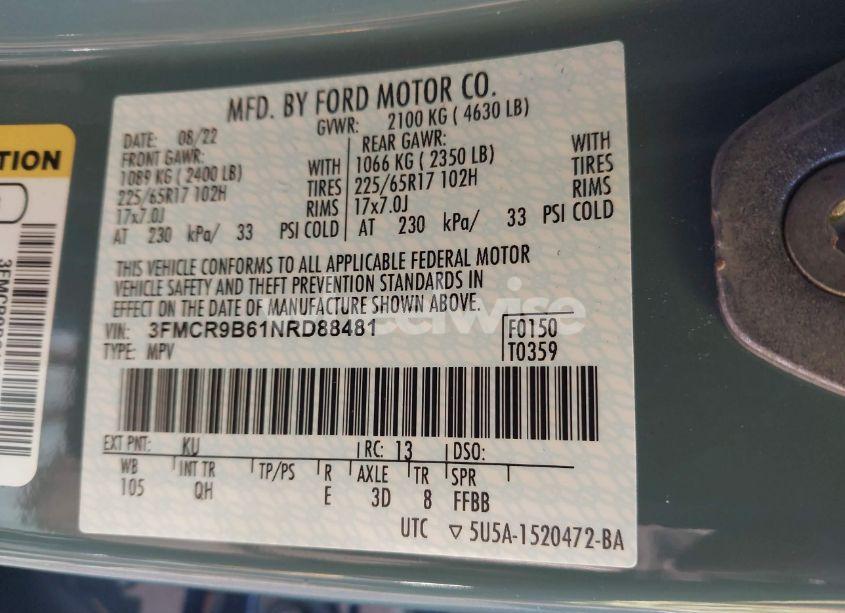 MFD. BY FORD MOTOR CO.
DATE: 08/22 GVWR: 2100 KG ( 4630 LB)
FRONT GAWR: WITH REAR GAWR: WITH
1089 KG ( 2400 LB) TIRES 1066 KG ( 2350 LB) TIRES
225/65R17 102H RIMS 225/65R17 102H RIMS
17x7.0J 17x7.0J
AT 230 kPa/ 33 PSI COLD AT 230 kPa/ 33 PSI COLD
THIS VEHICLE CONFORMS TO ALL APPLICABLE FEDERAL MOTOR
VEHICLE SAFETY AND THEFT PREVENTION STANDARDS IN
EFFECT ON THE DATE OF MANUFACTURE SHOWN ABOVE.
VIN: 3FMCR9B61NRD88481 F0150
TYPE: MPV T0359
EXT PNT: KU RC: 13 DSO:
WB INT TR TP/PS R AXLE TR SPR
105 QH E 3D 8 FFBB
UTC ▽ 5U5A-1520472-BA
TION